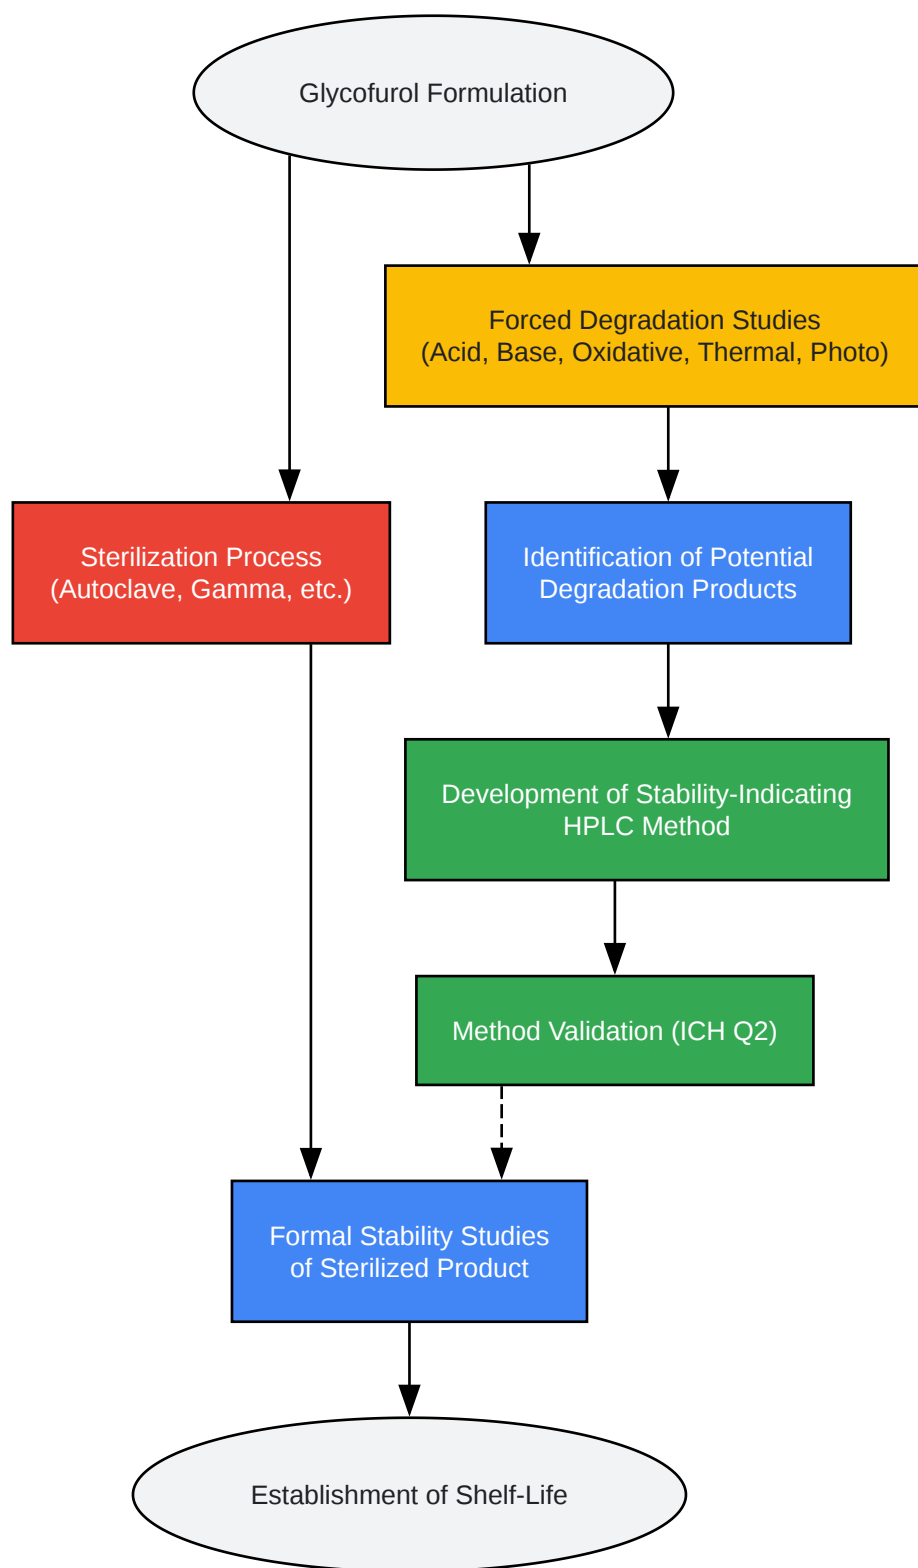 Glycofurol Formulation
Forced Degradation Studies
(Acid, Base, Oxidative, Thermal, Photo)
Sterilization Process
(Autoclave, Gamma, etc.)
Identification of Potential
Degradation Products
Development of Stability-Indicating
HPLC Method
Method Validation (ICH Q2)
Formal Stability Studies
of Sterilized Product
Establishment of Shelf-Life